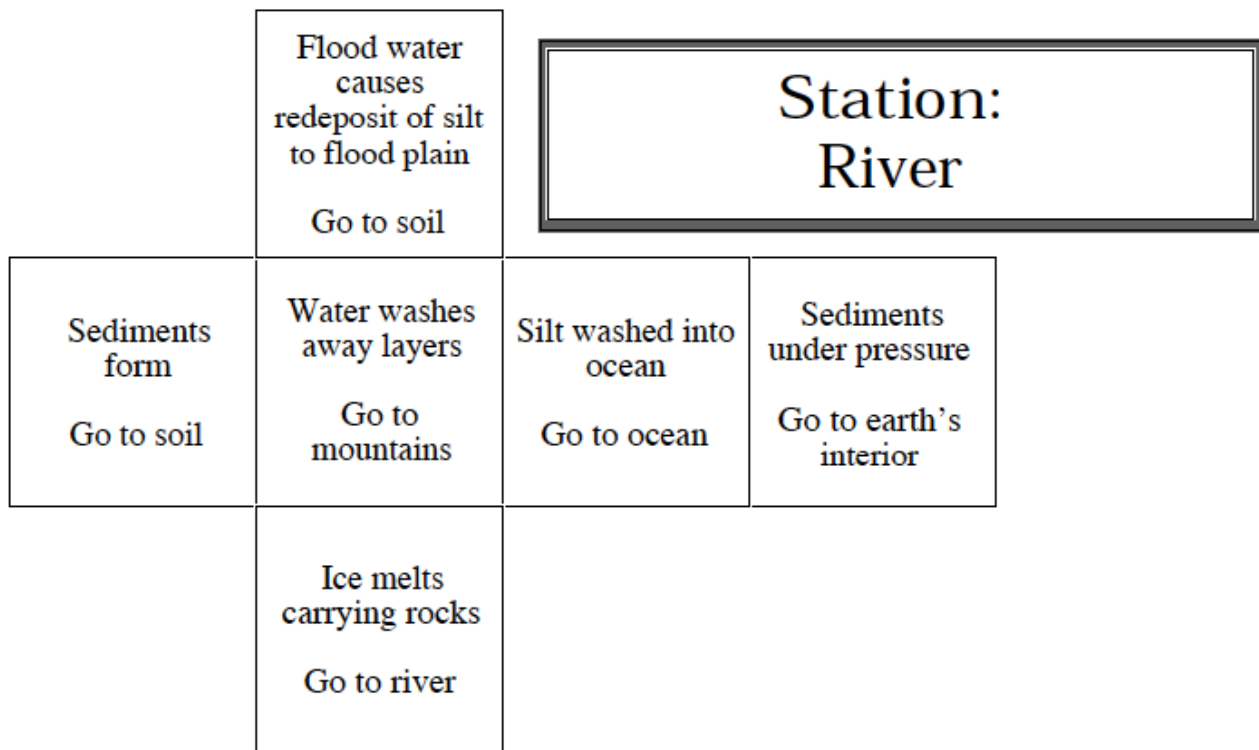 Flood water
causes
redeposit of silt
to flood plain
Go to soil
Station:
River
Sediments
form
Go to soil
Water washes
away layers
Go to
mountains
Silt washed into
ocean
Go to ocean
Sediments
under pressure
Go to earth's
interior
Ice melts
carrying rocks
Go to river